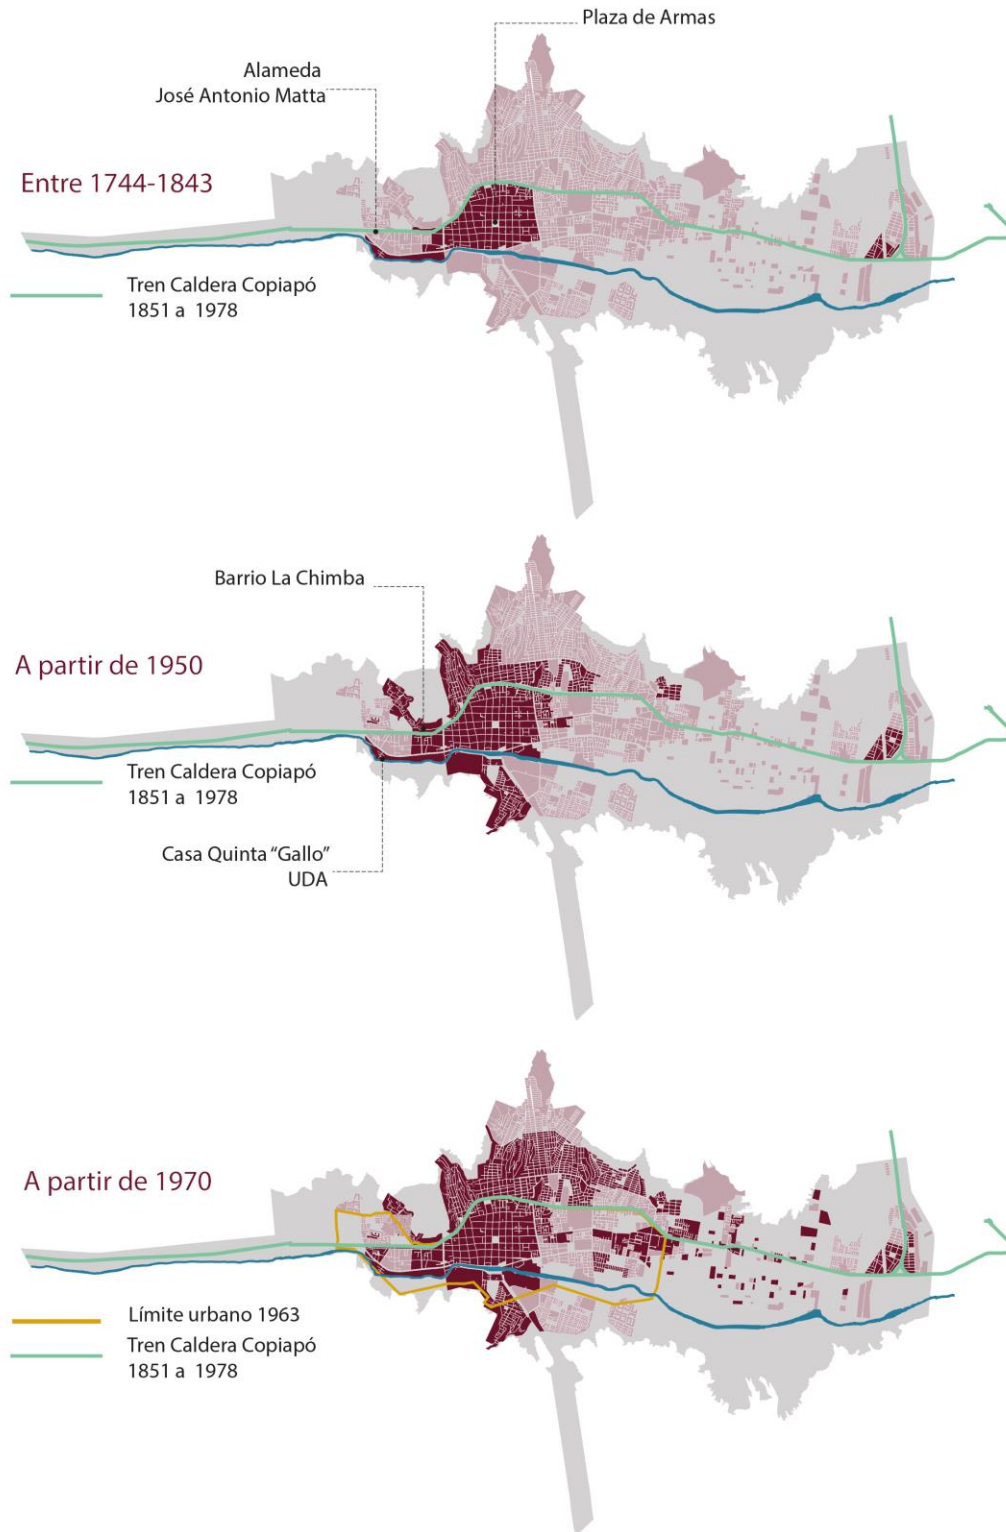 Plaza de Armas
Alameda
José Antonio Matta
Entre 1744-1843
Tren Caldera Copiapó
1851 a 1978
Barrio La Chimba
A partir de 1950
Tren Caldera Copiapó
1851 a 1978
Casa Quinta “Gallo”
UDA
A partir de 1970
Límite urbano 1963
Tren Caldera Copiapó
1851 a 1978